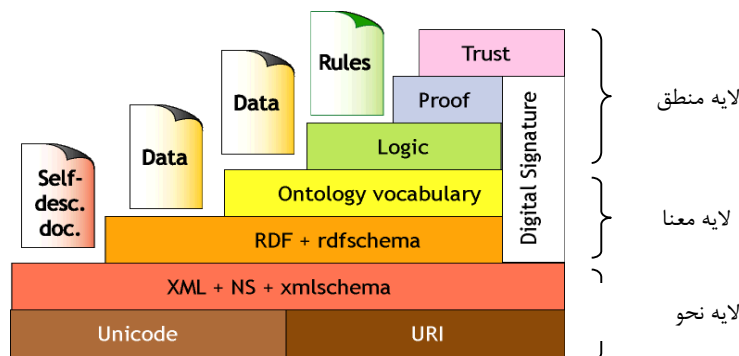 Trust
Rules
Proof
Data
Logic
Data
Digital Signature
Self-
desc.
doc.
Ontology vocabulary
RDF + rdfschema
XML + NS + xmlschema
Unicode
URI
لایه منطق
لایه معنا
لایه نحو